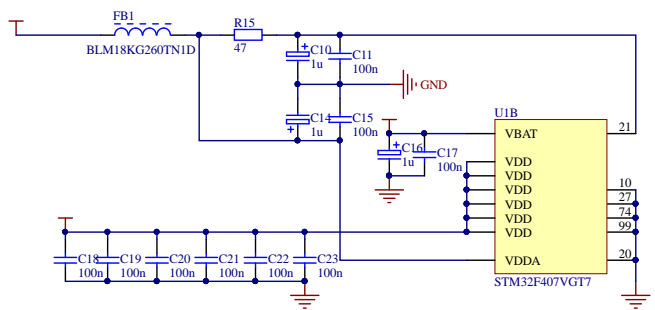 FB1
BLM18KG260TN1D
R15
47
C10
1u
C11
100n
GND
C14
1u
C15
100n
C16
1u
C17
100n
U1B
VBAT
VDD
VDD
VDD
VDD
VDD
VDD
VDDA
21
10
27
74
99
20
STM32F407VGT7
C18
100n
C19
100n
C20
100n
C21
100n
C22
100n
C23
100n